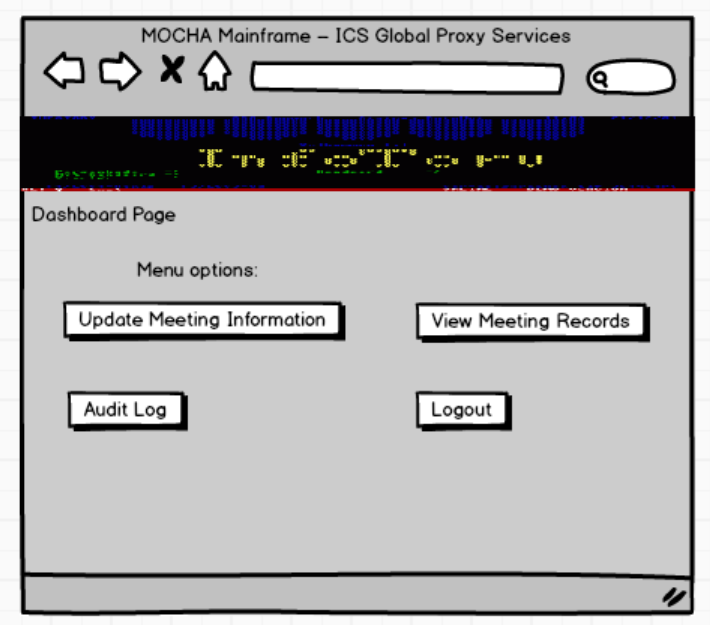 MOCHA Mainframe – ICS Global Proxy Services
Dashboard Page
Menu options:
Update Meeting Information
View Meeting Records
Audit Log
Logout